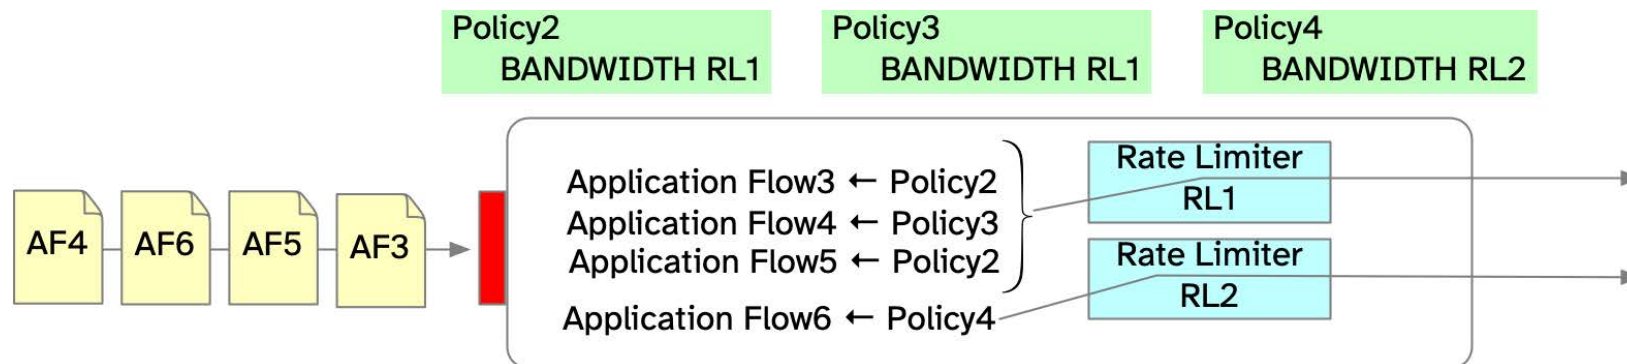 Policy2
BANDWIDTH RL1
Policy3
BANDWIDTH RL1
Policy4
BANDWIDTH RL2
AF4
AF6
AF5
AF3
Application Flow3 ← Policy2
Application Flow4 ← Policy3
Application Flow5 ← Policy2
Application Flow6 ← Policy4
Rate Limiter
RL1
Rate Limiter
RL2